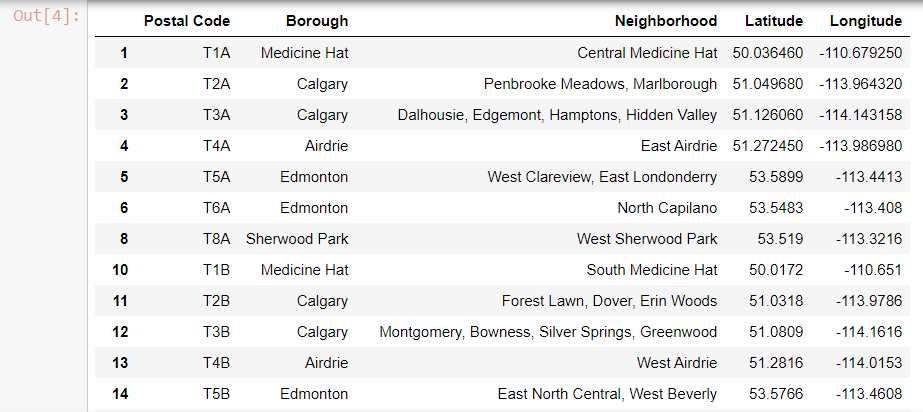 Out[4]:
Postal Code Borough Neighborhood Latitude Longitude
1 T1A Medicine Hat Central Medicine Hat 50.036460 -110.679250
2 T2A Calgary Penbrooke Meadows, Marlborough 51.049680 -113.964320
3 T3A Calgary Dalhousie, Edgemont, Hamptons, Hidden Valley 51.126060 -114.143158
4 T4A Airdrie East Airdrie 51.272450 -113.986980
5 T5A Edmonton West Clareview, East Londonderry 53.5899 -113.4413
6 T6A Edmonton North Capilano 53.5483 -113.408
8 T8A Sherwood Park West Sherwood Park 53.519 -113.3216
10 T1B Medicine Hat South Medicine Hat 50.0172 -110.651
11 T2B Calgary Forest Lawn, Dover, Erin Woods 51.0318 -113.9786
12 T3B Calgary Montgomery, Bowness, Silver Springs, Greenwood 51.0809 -114.1616
13 T4B Airdrie West Airdrie 51.2816 -114.0153
14 T5B Edmonton East North Central, West Beverly 53.5766 -113.4608